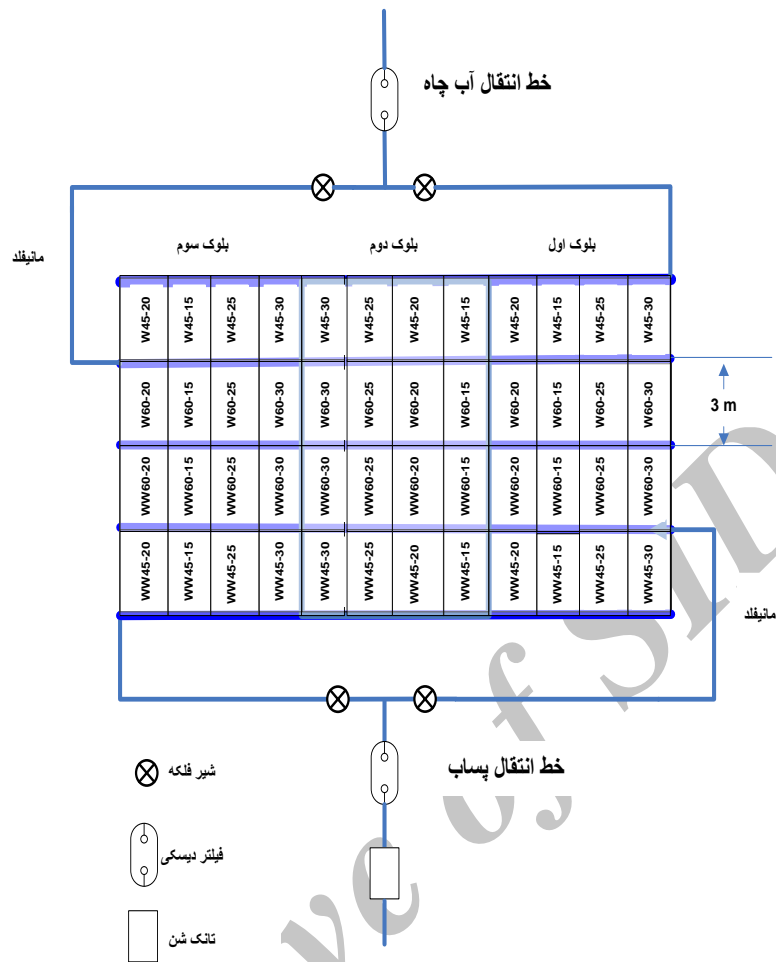 خط انتقال آب چاه
بلوک اول
بلوک دوم
بلوک سوم
مانیفلد
W45-20 W45-15 W45-25 W45-30 W45-30 W45-25 W45-20 W45-15 W45-20 W45-15 W45-25 W45-30
W60-20 W60-15 W60-25 W60-30 W60-30 W60-25 W60-20 W60-15 W60-20 W60-15 W60-25 W60-30
3 m
WW60-20 WW60-15 WW60-25 WW60-30 WW60-30 WW60-25 WW60-20 WW60-15 WW60-20 WW60-15 WW60-25 WW60-30
WW45-20 WW45-15 WW45-25 WW45-30 WW45-30 WW45-25 WW45-20 WW45-15 WW45-20 WW45-15 WW45-25 WW45-30
مانیفلد
خط انتقال پساب
شیر فلکه
فیلتر دیسکی
تانک شن
ve of SID